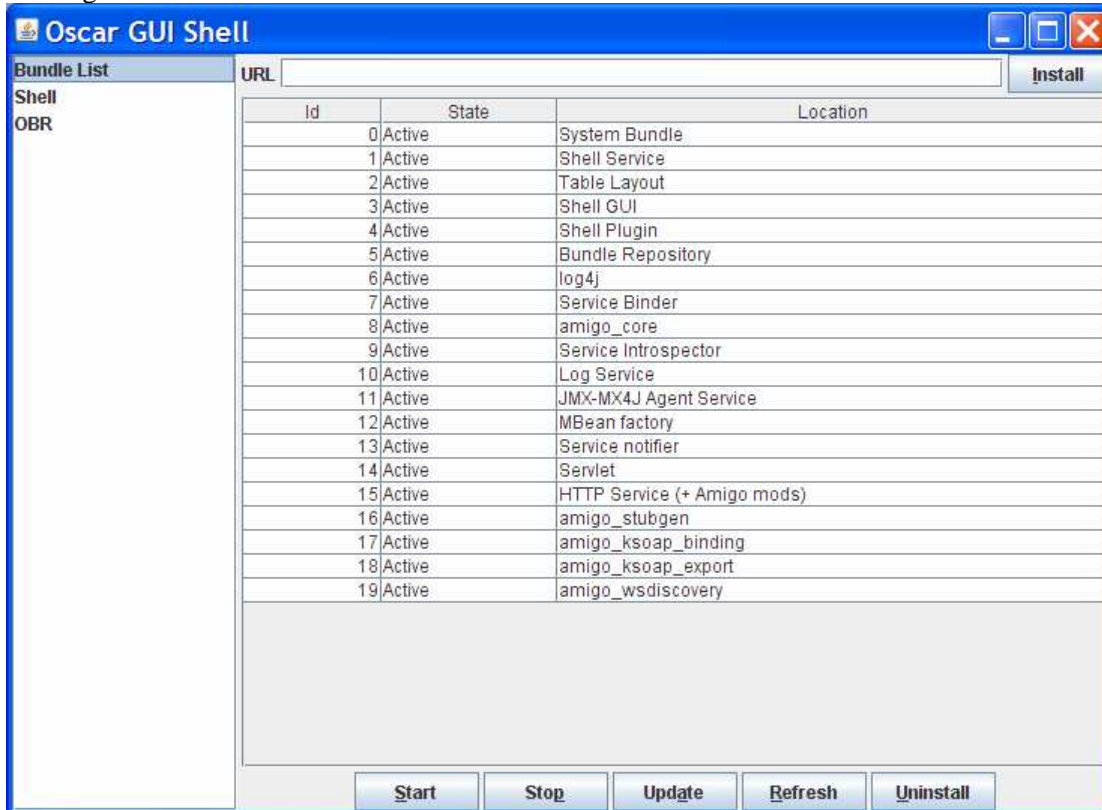 Oscar GUI Shell
Bundle List
Shell
OBR
URL Install
Id State Location
0 Active System Bundle
1 Active Shell Service
2 Active Table Layout
3 Active Shell GUI
4 Active Shell Plugin
5 Active Bundle Repository
6 Active log4j
7 Active Service Binder
8 Active amigo_core
9 Active Service Introspector
10 Active Log Service
11 Active JMX-MX4J Agent Service
12 Active MBean factory
13 Active Service notifier
14 Active Servlet
15 Active HTTP Service (+ Amigo mods)
16 Active amigo_stubgen
17 Active amigo_ksoap_binding
18 Active amigo_ksoap_export
19 Active amigo_wsdiscovery
Start Stop Update Refresh Uninstall